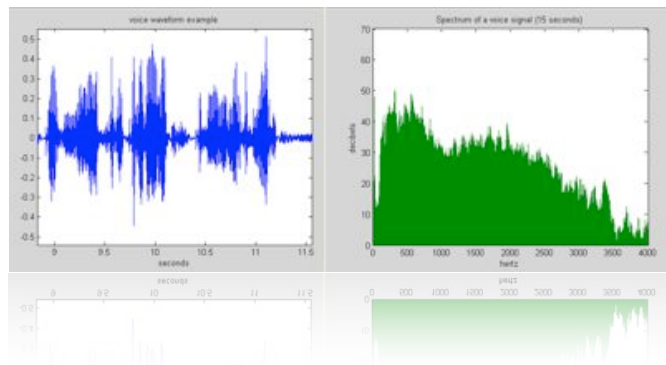 voice waveform example
0.5
0.4
0.3
0.2
0.1
0
-0.1
-0.2
-0.3
-0.4
-0.5
9 9.5 10 10.5 11 11.5
seconds
Spectrum of a voice signal (15 seconds)
70
60
50
40
30
20
10
0
decibels
0 500 1000 1500 2000 2500 3000 3500 4000
hertz